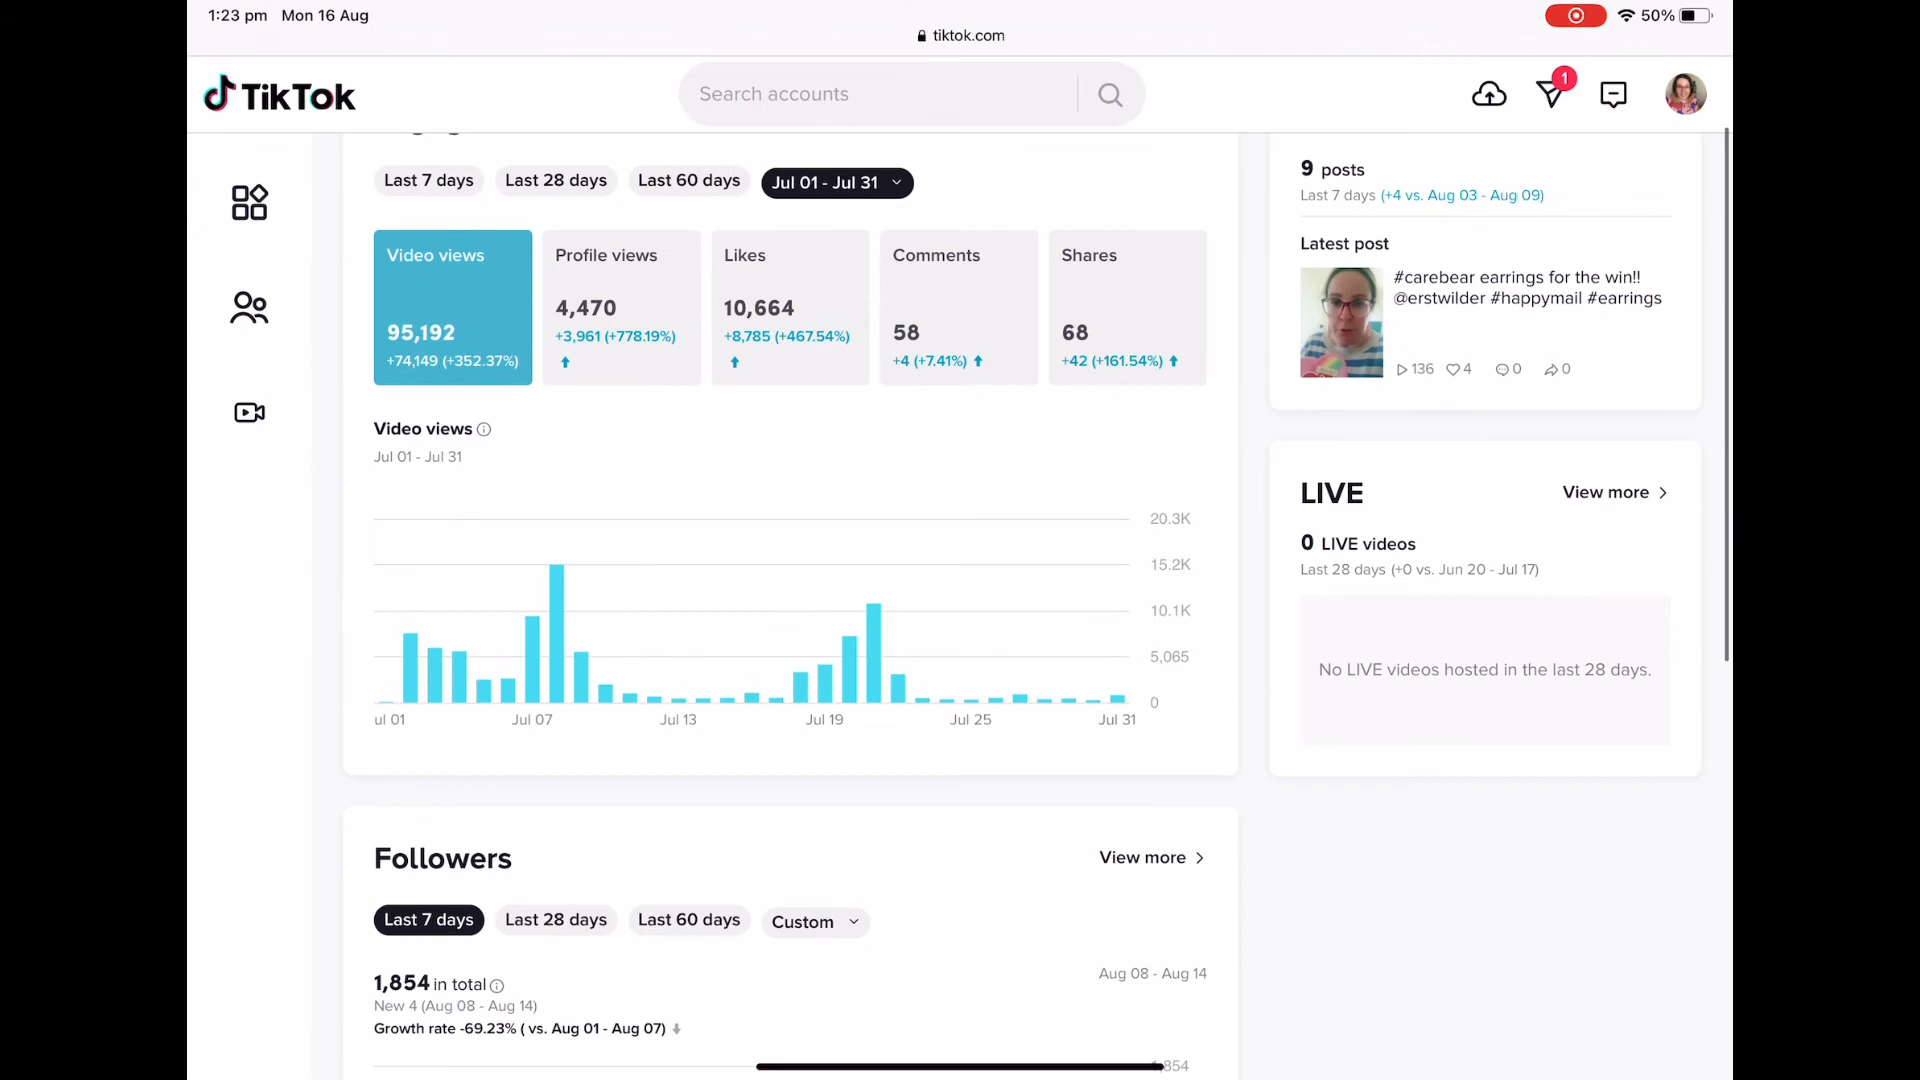 1:23 pm Mon 16 Aug
50%
tiktok.com
TikTok
Search accounts
1
Last 7 days
Last 28 days
Last 60 days
Jul 01 - Jul 31
Video views
95,192
+74,149 (+352.37%)
Profile views
4,470
+3,961 (+778.19%)
Likes
10,664
+8,785 (+467.54%)
Comments
58
+4 (+7.41%)
Shares
68
+42 (+161.54%)
Video views
Jul 01 - Jul 31
20.3K
15.2K
10.1K
5,065
0
ul 01
Jul 07
Jul 13
Jul 19
Jul 25
Jul 31
9 posts
Last 7 days (+4 vs. Aug 03 - Aug 09)
Latest post
#carebear earrings for the win!!
@erstwilder #happymail #earrings
136 4 0 0
LIVE
View more
0 LIVE videos
Last 28 days (+0 vs. Jun 20 - Jul 17)
No LIVE videos hosted in the last 28 days.
Followers
View more
Last 7 days
Last 28 days
Last 60 days
Custom
1,854 in total
Aug 08 - Aug 14
New 4 (Aug 08 - Aug 14)
Growth rate -69.23% ( vs. Aug 01 - Aug 07)